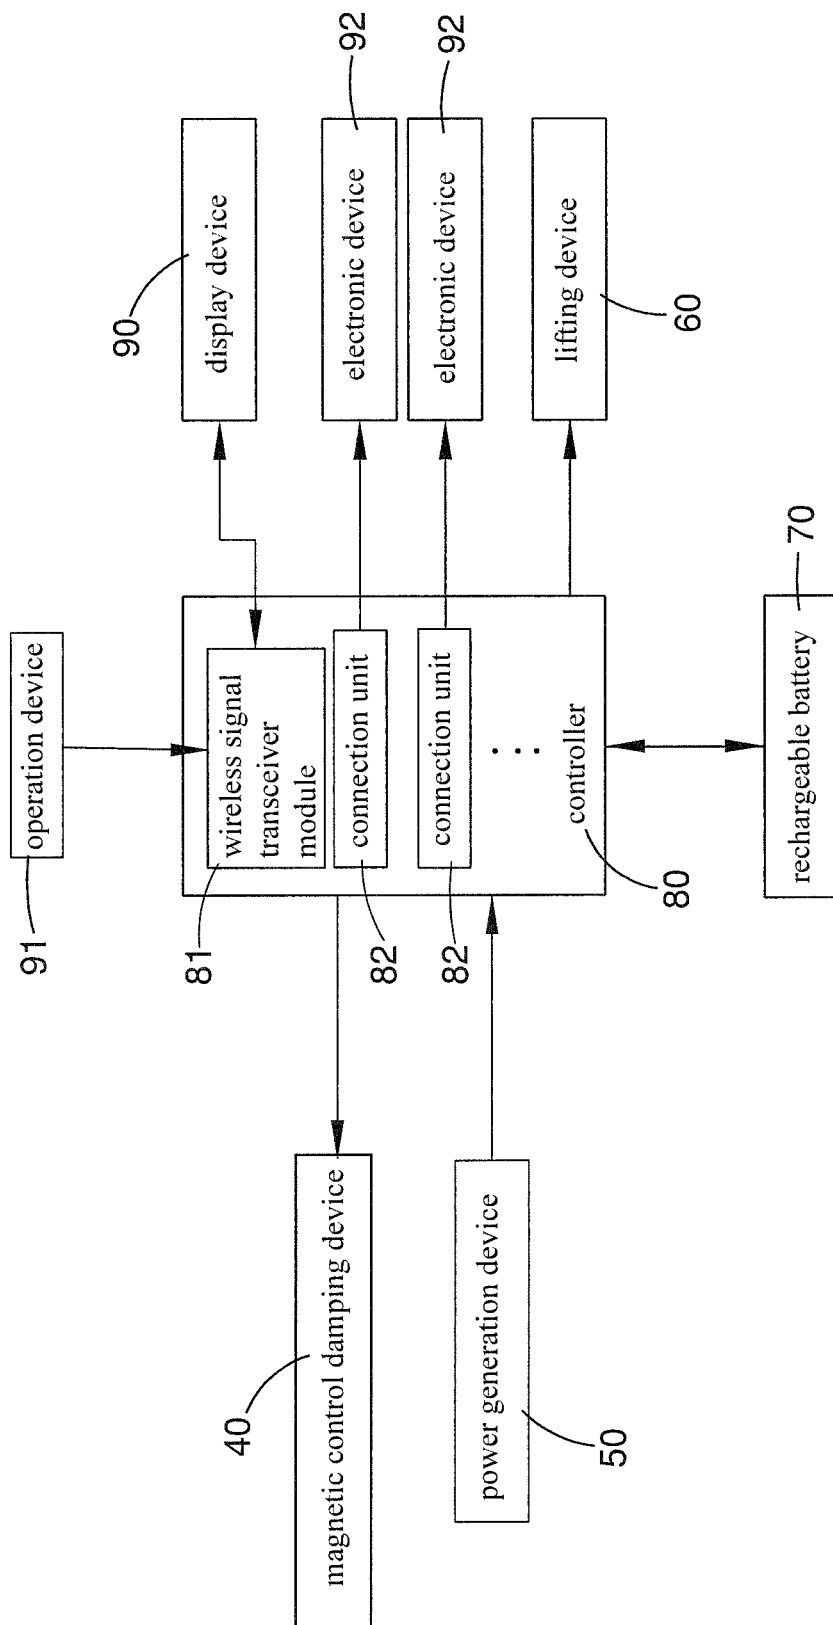 92
92
90
display device
electronic device
electronic device
lifting device
60
91
operation device
wireless signal
transceiver
module
connection unit
connection unit
...
controller
81
82
82
80
70
rechargeable battery
40
magnetic control damping device
power generation device
50